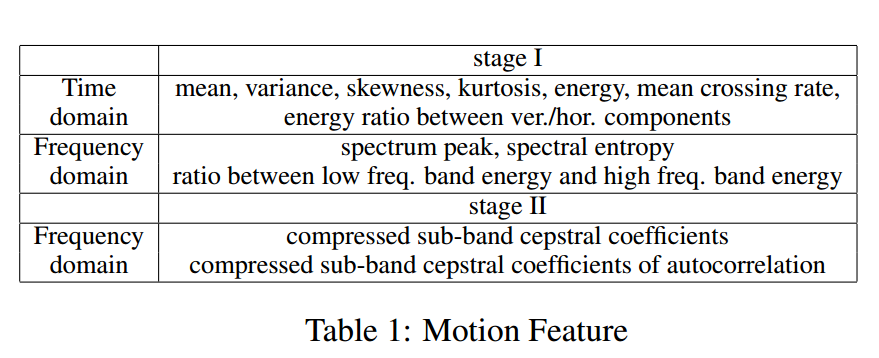 stage I
Time mean, variance, skewness, kurtosis, energy, mean crossing rate,
domain energy ratio between ver./hor. components
Frequency spectrum peak, spectral entropy
domain ratio between low freq. band energy and high freq. band energy
stage II
Frequency compressed sub-band cepstral coefficients
domain compressed sub-band cepstral coefficients of autocorrelation
Table 1: Motion Feature